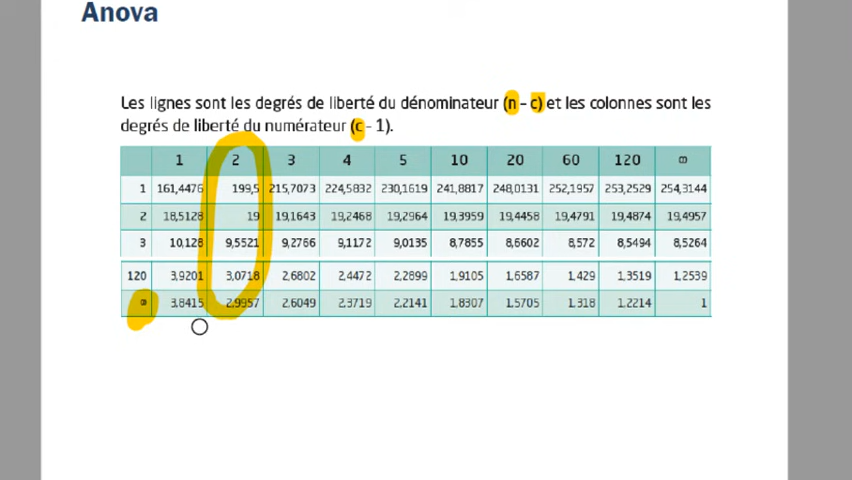 Anova
Les lignes sont les degrés de liberté du dénominateur (n – c) et les colonnes sont les
degrés de liberté du numérateur (c - 1).
1 2 3 4 5 10 20 60 120
1 161,4476 199,5 215,7073 224,5832 230,1619 241,8817 248,0131 252,1957 253,2529 254,3144
2 18,5128 19 19,1643 19,2468 19,2964 19,3959 19,4458 19,4791 19,4874 19,4957
3 10,128 9,5521 9,2766 9,1172 9,0135 8,7855 8,6602 8,572 8,5494 8,5264
120 3,9201 3,0718 2,6802 2,4472 2,2899 1,9105 1,6587 1,429 1,3519 1,2539
3,8415 2,9957 2,6049 2,3719 2,2141 1,8307 1,5705 1,318 1,2214 1